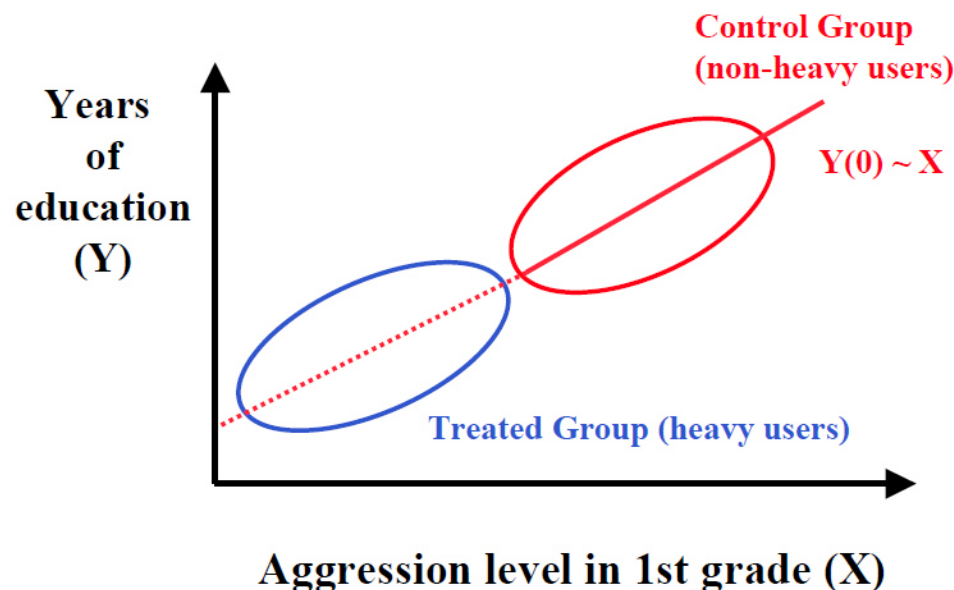 Control Group
(non-heavy users)
Years
of
education
(Y)
Y(0) ~ X
Treated Group (heavy users)
Aggression level in 1st grade (X)